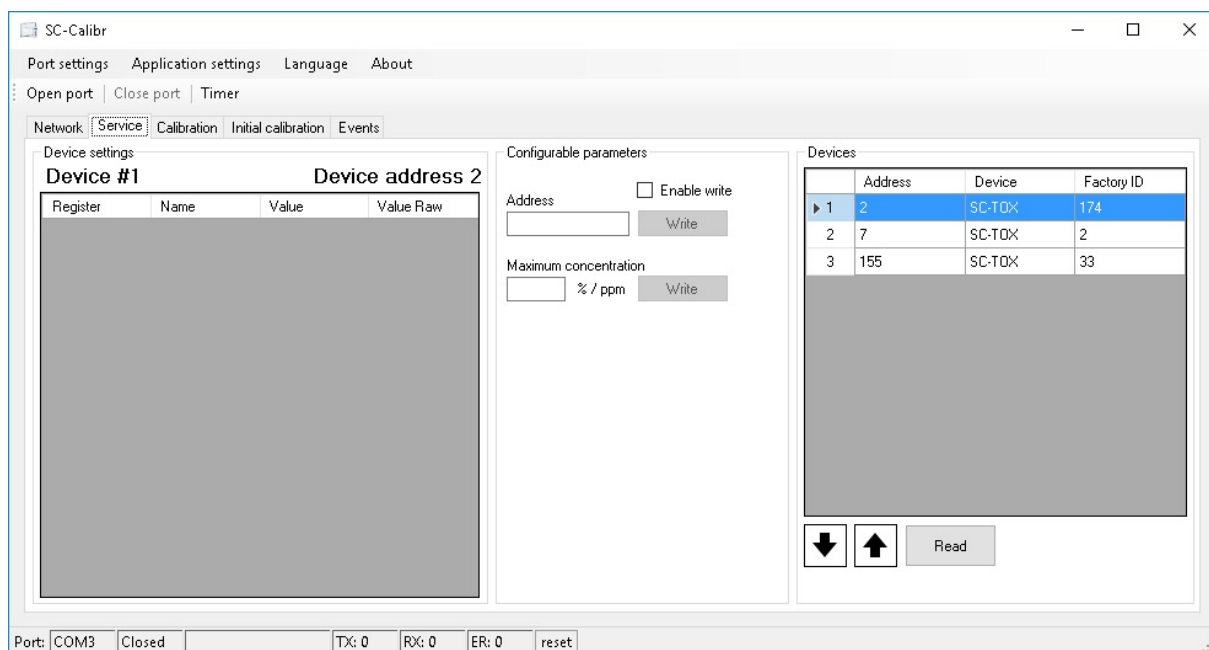 SC-Calibr
Port settings Application settings Language About
Open port Close port Timer
Network Service Calibration Initial calibration Events
Device settings
Device #1 Device address 2
Register Name Value Value Raw
Configurable parameters
Enable write
Address
Write
Maximum concentration
% / ppm Write
Devices
Address Device Factory ID
1 2 SC-TOX 174
2 7 SC-TOX 2
3 155 SC-TOX 33
Read
Port: COM3 Closed TX: 0 RX: 0 ER: 0 reset